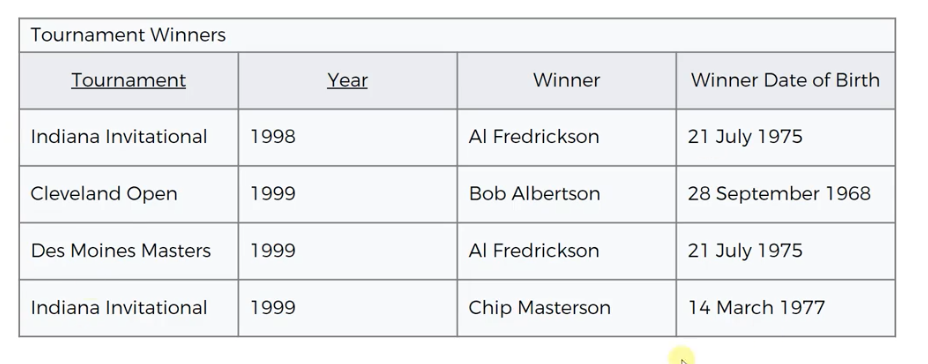 Tournament Winners
Tournament Year Winner Winner Date of Birth
Indiana Invitational 1998 Al Fredrickson 21 July 1975
Cleveland Open 1999 Bob Albertson 28 September 1968
Des Moines Masters 1999 Al Fredrickson 21 July 1975
Indiana Invitational 1999 Chip Masterson 14 March 1977